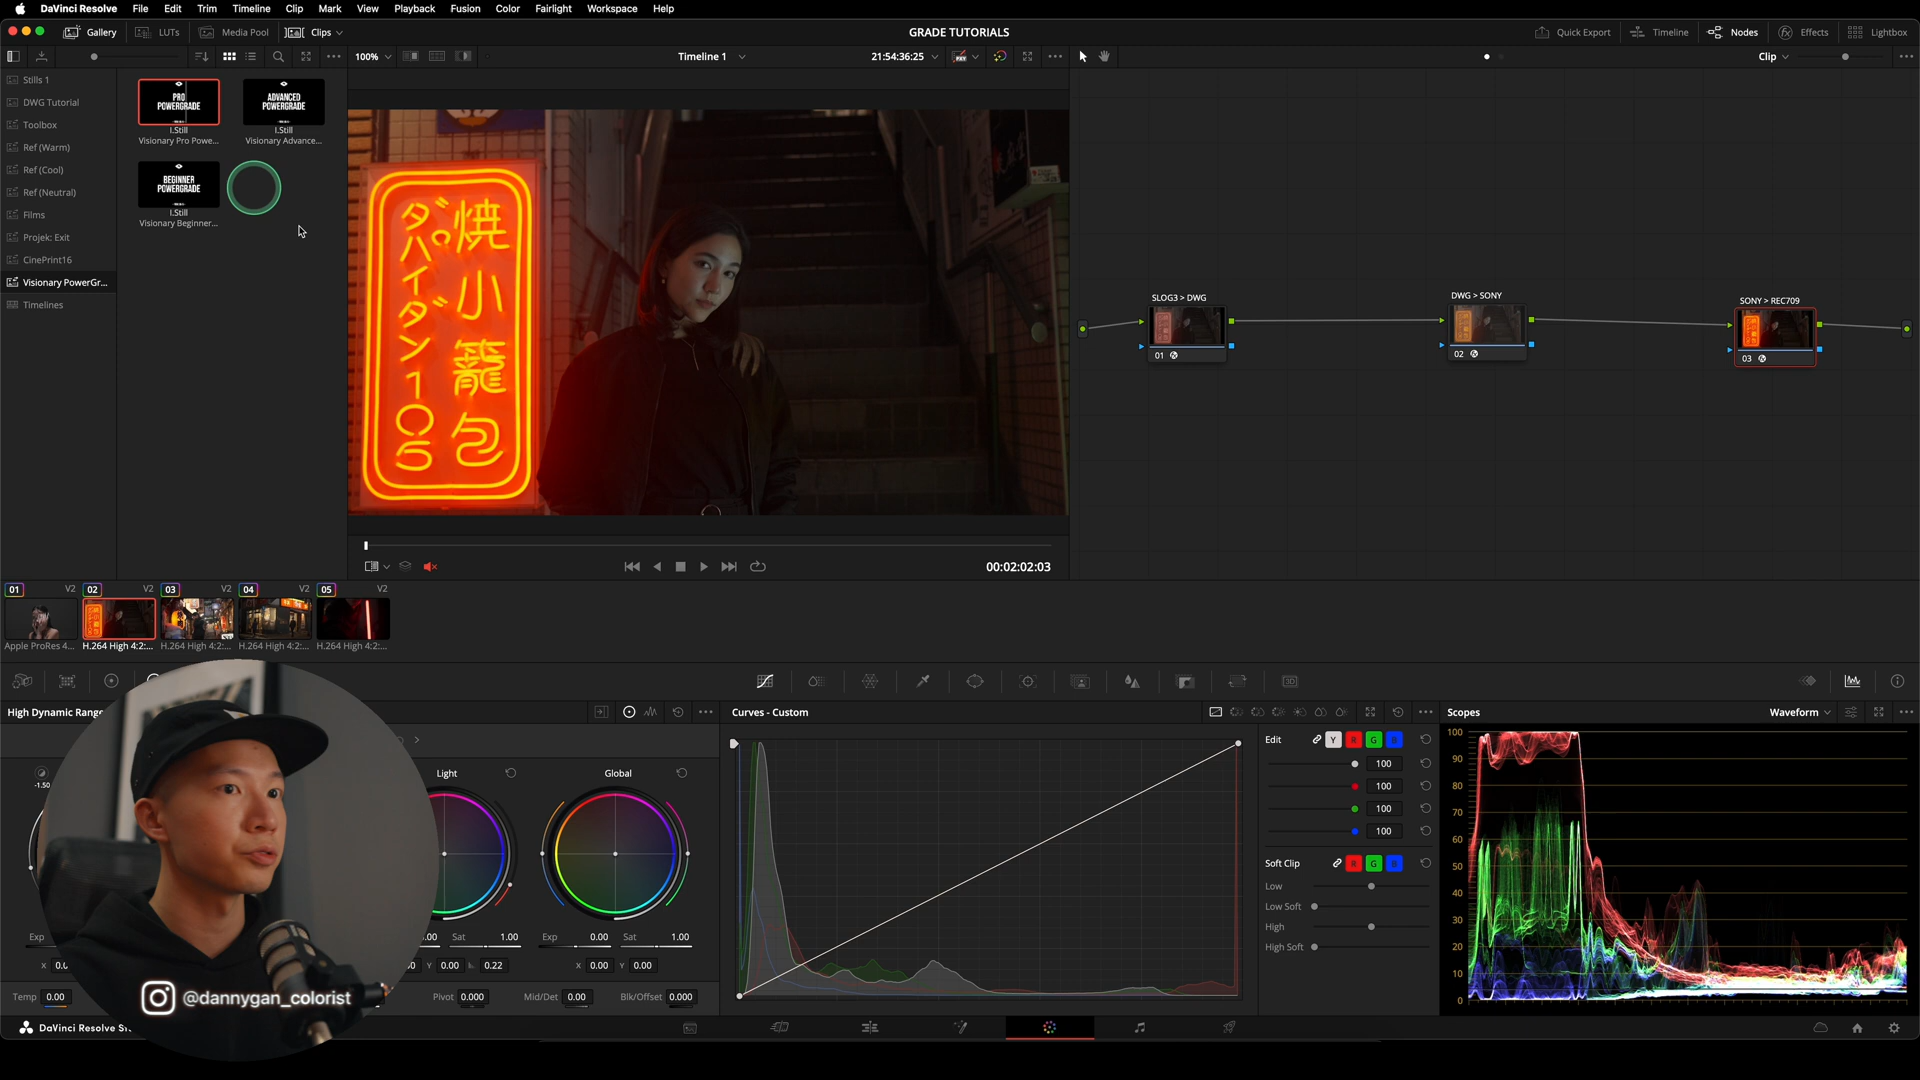 DaVinci Resolve File Edit Trim Timeline Clip Mark View Playback Fusion Color Fairlight Workspace Help
Gallery LUTs Media Pool Clips GRADE TUTORIALS Quick Export Timeline Nodes Effects Lightbox
100% Timeline 1 21:54:36:25 Clip
Stills 1
DWG Tutorial
Toolbox
Ref (Warm)
Ref (Cool)
Ref (Neutral)
Films
Projek: Exit
CinePrint16
Visionary PowerGr...
Timelines
PRO
POWERGRADE
I.Still
Visionary Pro Powe...
ADVANCED
POWERGRADE
I.Still
Visionary Advance...
BEGINNER
POWERGRADE
I.Still
Visionary Beginner...
焼小籠包
ダパイダン105
SLOG3 > DWG
01
DWG > SONY
02
SONY > REC709
03
00:02:02:03
01 V2 02 V2 03 V2 04 V2 05 V2
Apple ProRes 4... H.264 High 4:2:... H.264 High 4:2:... H.264 High 4:2:... H.264 High 4:2:...
High Dynamic Range
-1.50
Light
Global
Exp
Sat 1.00
Exp 0.00 Sat 1.00
X
Y 0.00 0.22
X 0.00 Y 0.00
Temp 0.00
Pivot 0.000 Mid/Det 0.00 Blk/Offset 0.000
@dannygan_colorist
Curves - Custom
Edit Y R G B
100
100
100
100
Soft Clip R G B
Low
Low Soft
High
High Soft
Scopes Waveform
100
90
80
70
60
50
40
30
20
10
0
DaVinci Resolve St